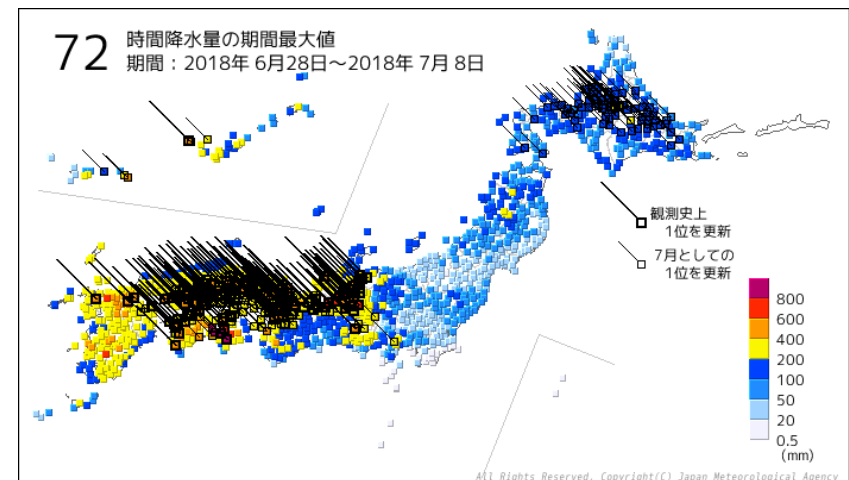 72 時間降水量の期間最大値
期間：2018年 6月28日～2018年 7月 8日
観測史上
1位を更新
7月としての
1位を更新
800
600
400
200
100
50
20
0.5
(mm)
All Rights Reserved. Copyright(C) Japan Meteorological Agency